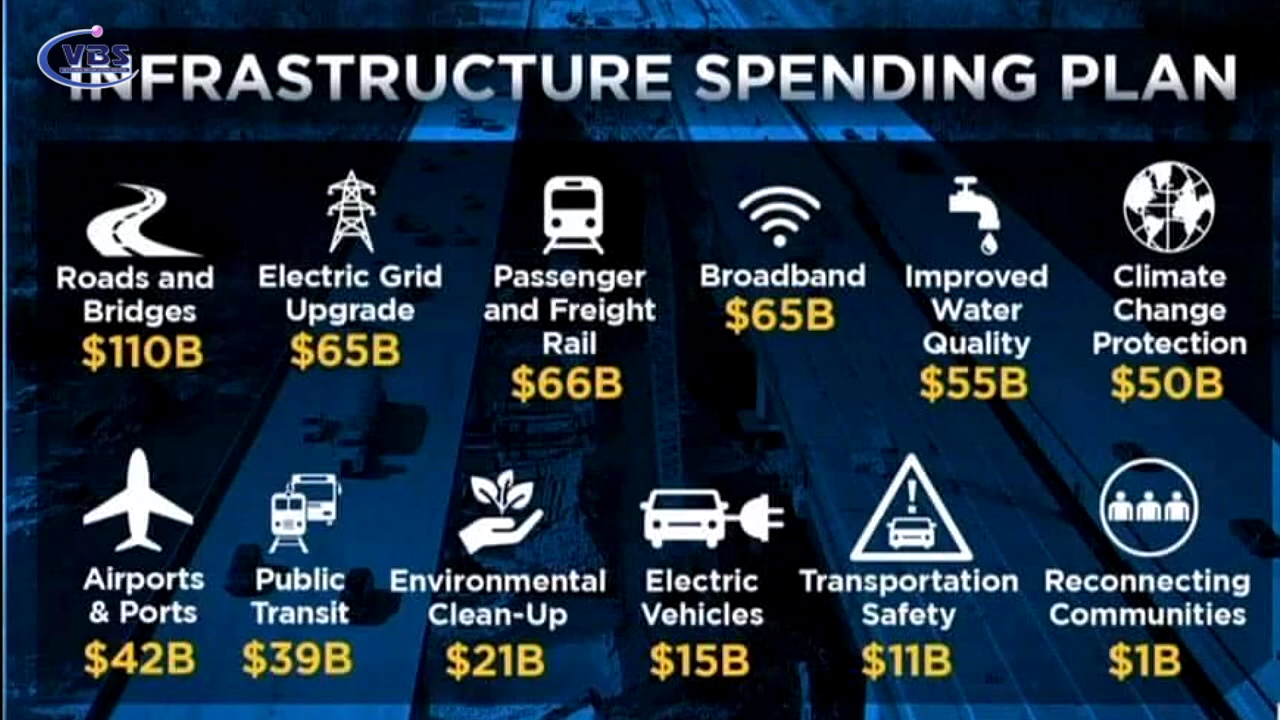 VBS
INFRASTRUCTURE SPENDING PLAN
Roads and
Bridges
$110B
Electric Grid
Upgrade
$65B
Passenger
and Freight
Rail
$66B
Broadband
$65B
Improved
Water
Quality
$55B
Climate
Change
Protection
$50B
Airports
& Ports
$42B
Public
Transit
$39B
Environmental
Clean-Up
$21B
Electric
Vehicles
$15B
Transportation
Safety
$11B
Reconnecting
Communities
$1B